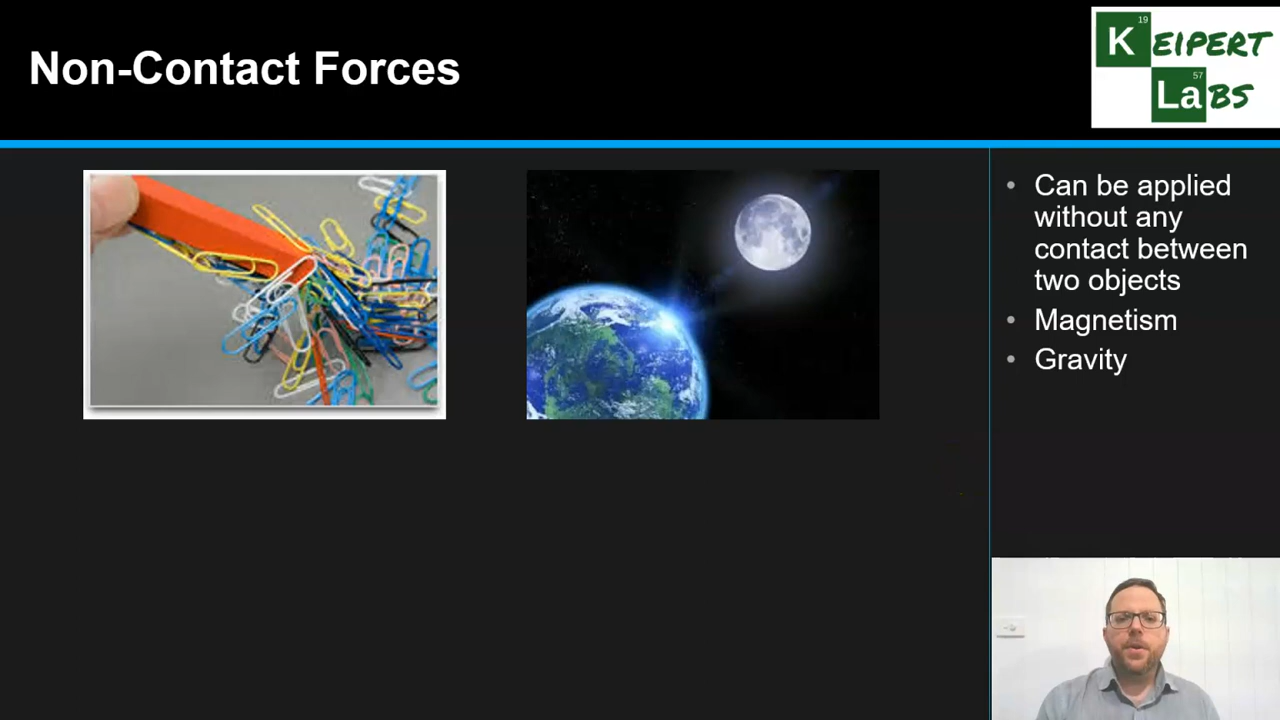 Non-Contact Forces
19
KEIPERT
57
LaBS
• Can be applied
without any
contact between
two objects
• Magnetism
• Gravity